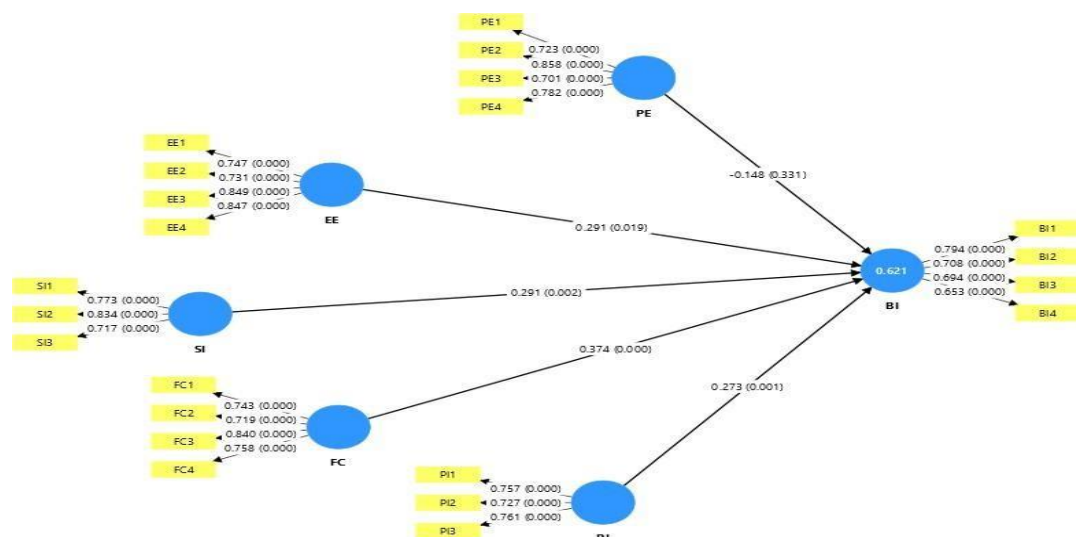 PE1
0.723 (0.000)
PE2
0.858 (0.000)
PE3
0.701 (0.000)
PE4
0.782 (0.000)
PE
-0.148 (0.331)
EE1
0.747 (0.000)
EE2
0.731 (0.000)
EE3
0.849 (0.000)
EE4
0.847 (0.000)
EE
0.291 (0.019)
BI1
0.794 (0.000)
BI2
0.708 (0.000)
BI3
0.694 (0.000)
BI4
0.653 (0.000)
0.621
BI
SI1
0.773 (0.000)
SI2
0.834 (0.000)
SI3
0.717 (0.000)
SI
0.291 (0.002)
FC1
0.743 (0.000)
FC2
0.719 (0.000)
FC3
0.840 (0.000)
FC4
0.758 (0.000)
FC
0.374 (0.000)
0.273 (0.001)
PI1
0.757 (0.000)
PI2
0.727 (0.000)
PI3
0.761 (0.000)